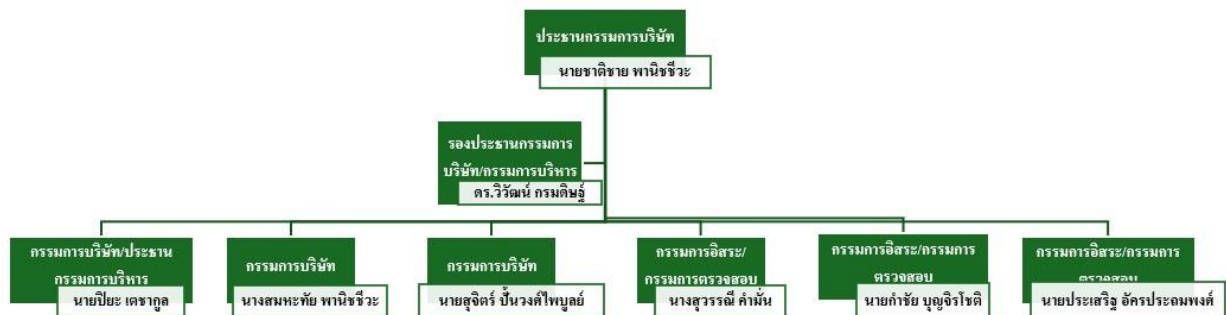 ประธานกรรมการบริษัท
นายชาติชาย พานิชชีวะ
รองประธานกรรมการ
บริษัท/กรรมการบริหาร
ดร.วิวัฒน์ กรมดิษฐ์
กรรมการบริษัท/ประธาน
กรรมการบริหาร
นายปิยะ เตชากูล
กรรมการบริษัท
นางสมหะทัย พานิชชีวะ
กรรมการบริษัท
นายสุจิตร์ ปั้นวงศ์ไพบูลย์
กรรมการอิสระ/
กรรมการตรวจสอบ
นางสุวรรณี คำมั่น
กรรมการอิสระ/กรรมการ
ตรวจสอบ
นายกำชัย บุญจิรโชติ
กรรมการอิสระ/กรรมการ
ตรวจสอบ
นายประเสริฐ อัครประถมพงศ์